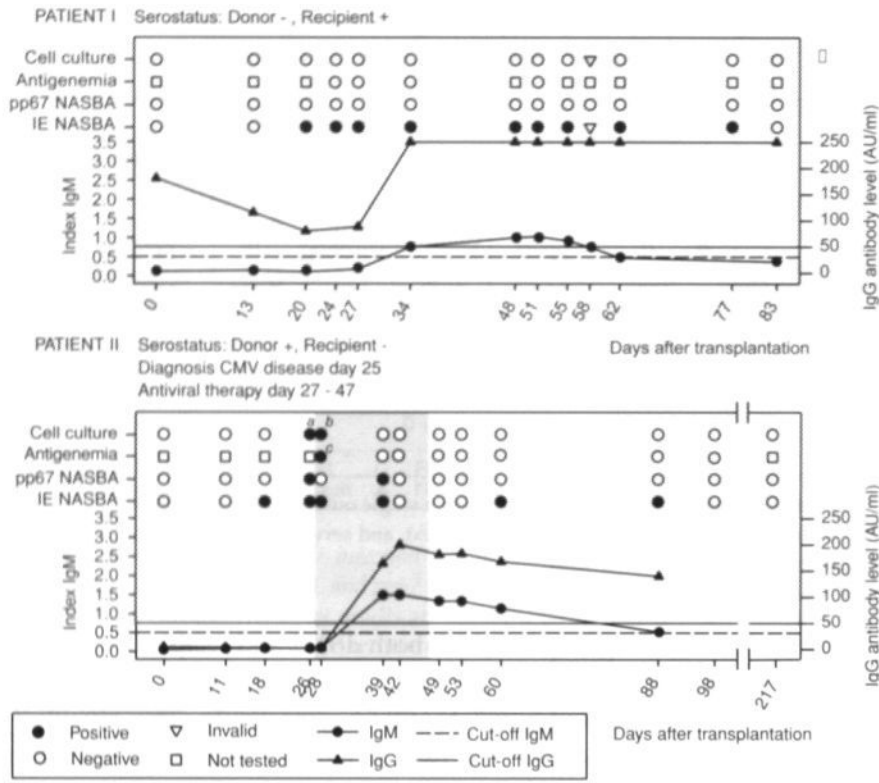 PATIENT I Serostatus: Donor - , Recipient +
Cell culture
Antigenemia
pp67 NASBA
IE NASBA
3.5 250
3.0 200
2.5
2.0 150
1.5 100
1.0 50
0.5
0.0 0
Index IgM
IgG antibody level (AU/ml)
0 13 20 24 27 34 48 51 55 58 62 77 83
Days after transplantation
PATIENT II Serostatus: Donor +, Recipient -
Diagnosis CMV disease day 25
Antiviral therapy day 27 - 47
a b
Cell culture
c
Antigenemia
pp67 NASBA
IE NASBA
3.5 250
3.0 200
2.5
2.0 150
1.5 100
1.0 50
0.5
0.0 0
Index IgM
IgG antibody level (AU/ml)
0 11 18 26 28 39 42 49 53 60 88 98 217
Days after transplantation
Positive Invalid IgM Cut-off IgM
Negative Not tested IgG Cut-off IgG